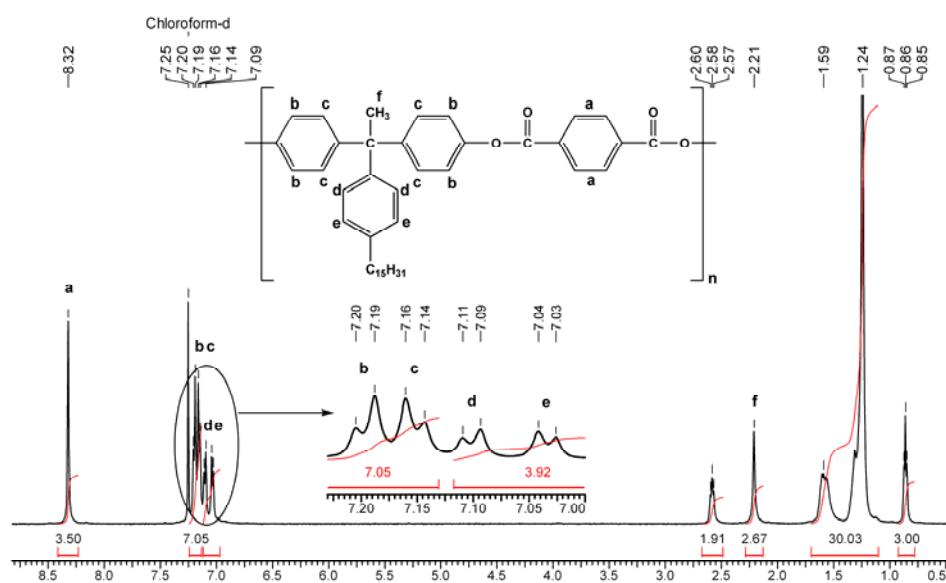 Chloroform-d
8.32
7.25
7.20
7.19
7.16
7.14
7.09
2.60
2.58
2.57
2.21
1.59
1.24
0.87
0.86
0.85
f
b c CH3 c b a
O O
C O C C O
b c c b a
d d
e e
C15H31
n
a
b c
d e
7.20
7.19
7.16
7.14
7.11
7.09
7.04
7.03
b c d e
7.05 3.92
7.20 7.15 7.10 7.05 7.00
f
3.50 7.05 1.91 2.67 30.03 3.00
8.5 8.0 7.5 7.0 6.5 6.0 5.5 5.0 4.5 4.0 3.5 3.0 2.5 2.0 1.5 1.0 0.5